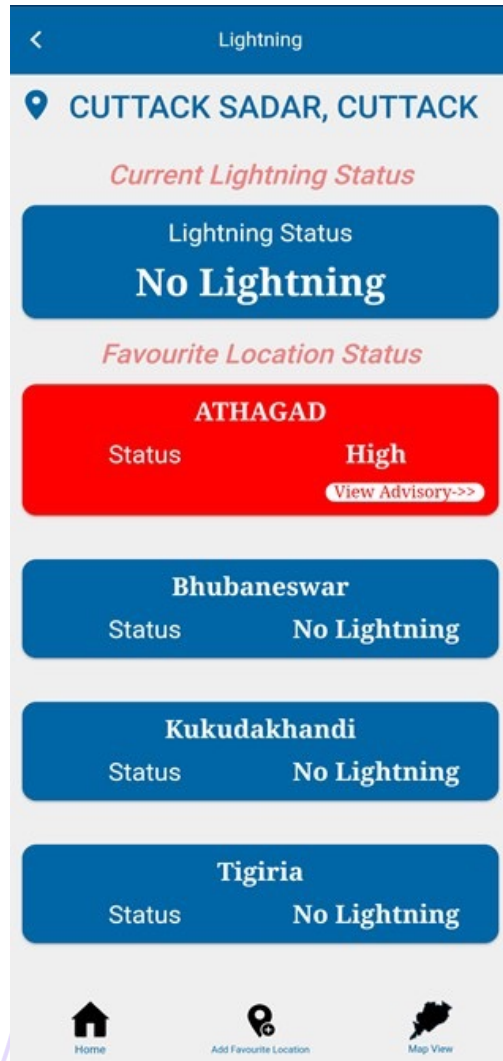 Lightning
CUTTACK SADAR, CUTTACK
Current Lightning Status
Lightning Status
No Lightning
Favourite Location Status
ATHAGAD
Status High
View Advisory->>
Bhubaneswar
Status No Lightning
Kukudakhandi
Status No Lightning
Tigiria
Status No Lightning
Home Add Favourite Location Map View